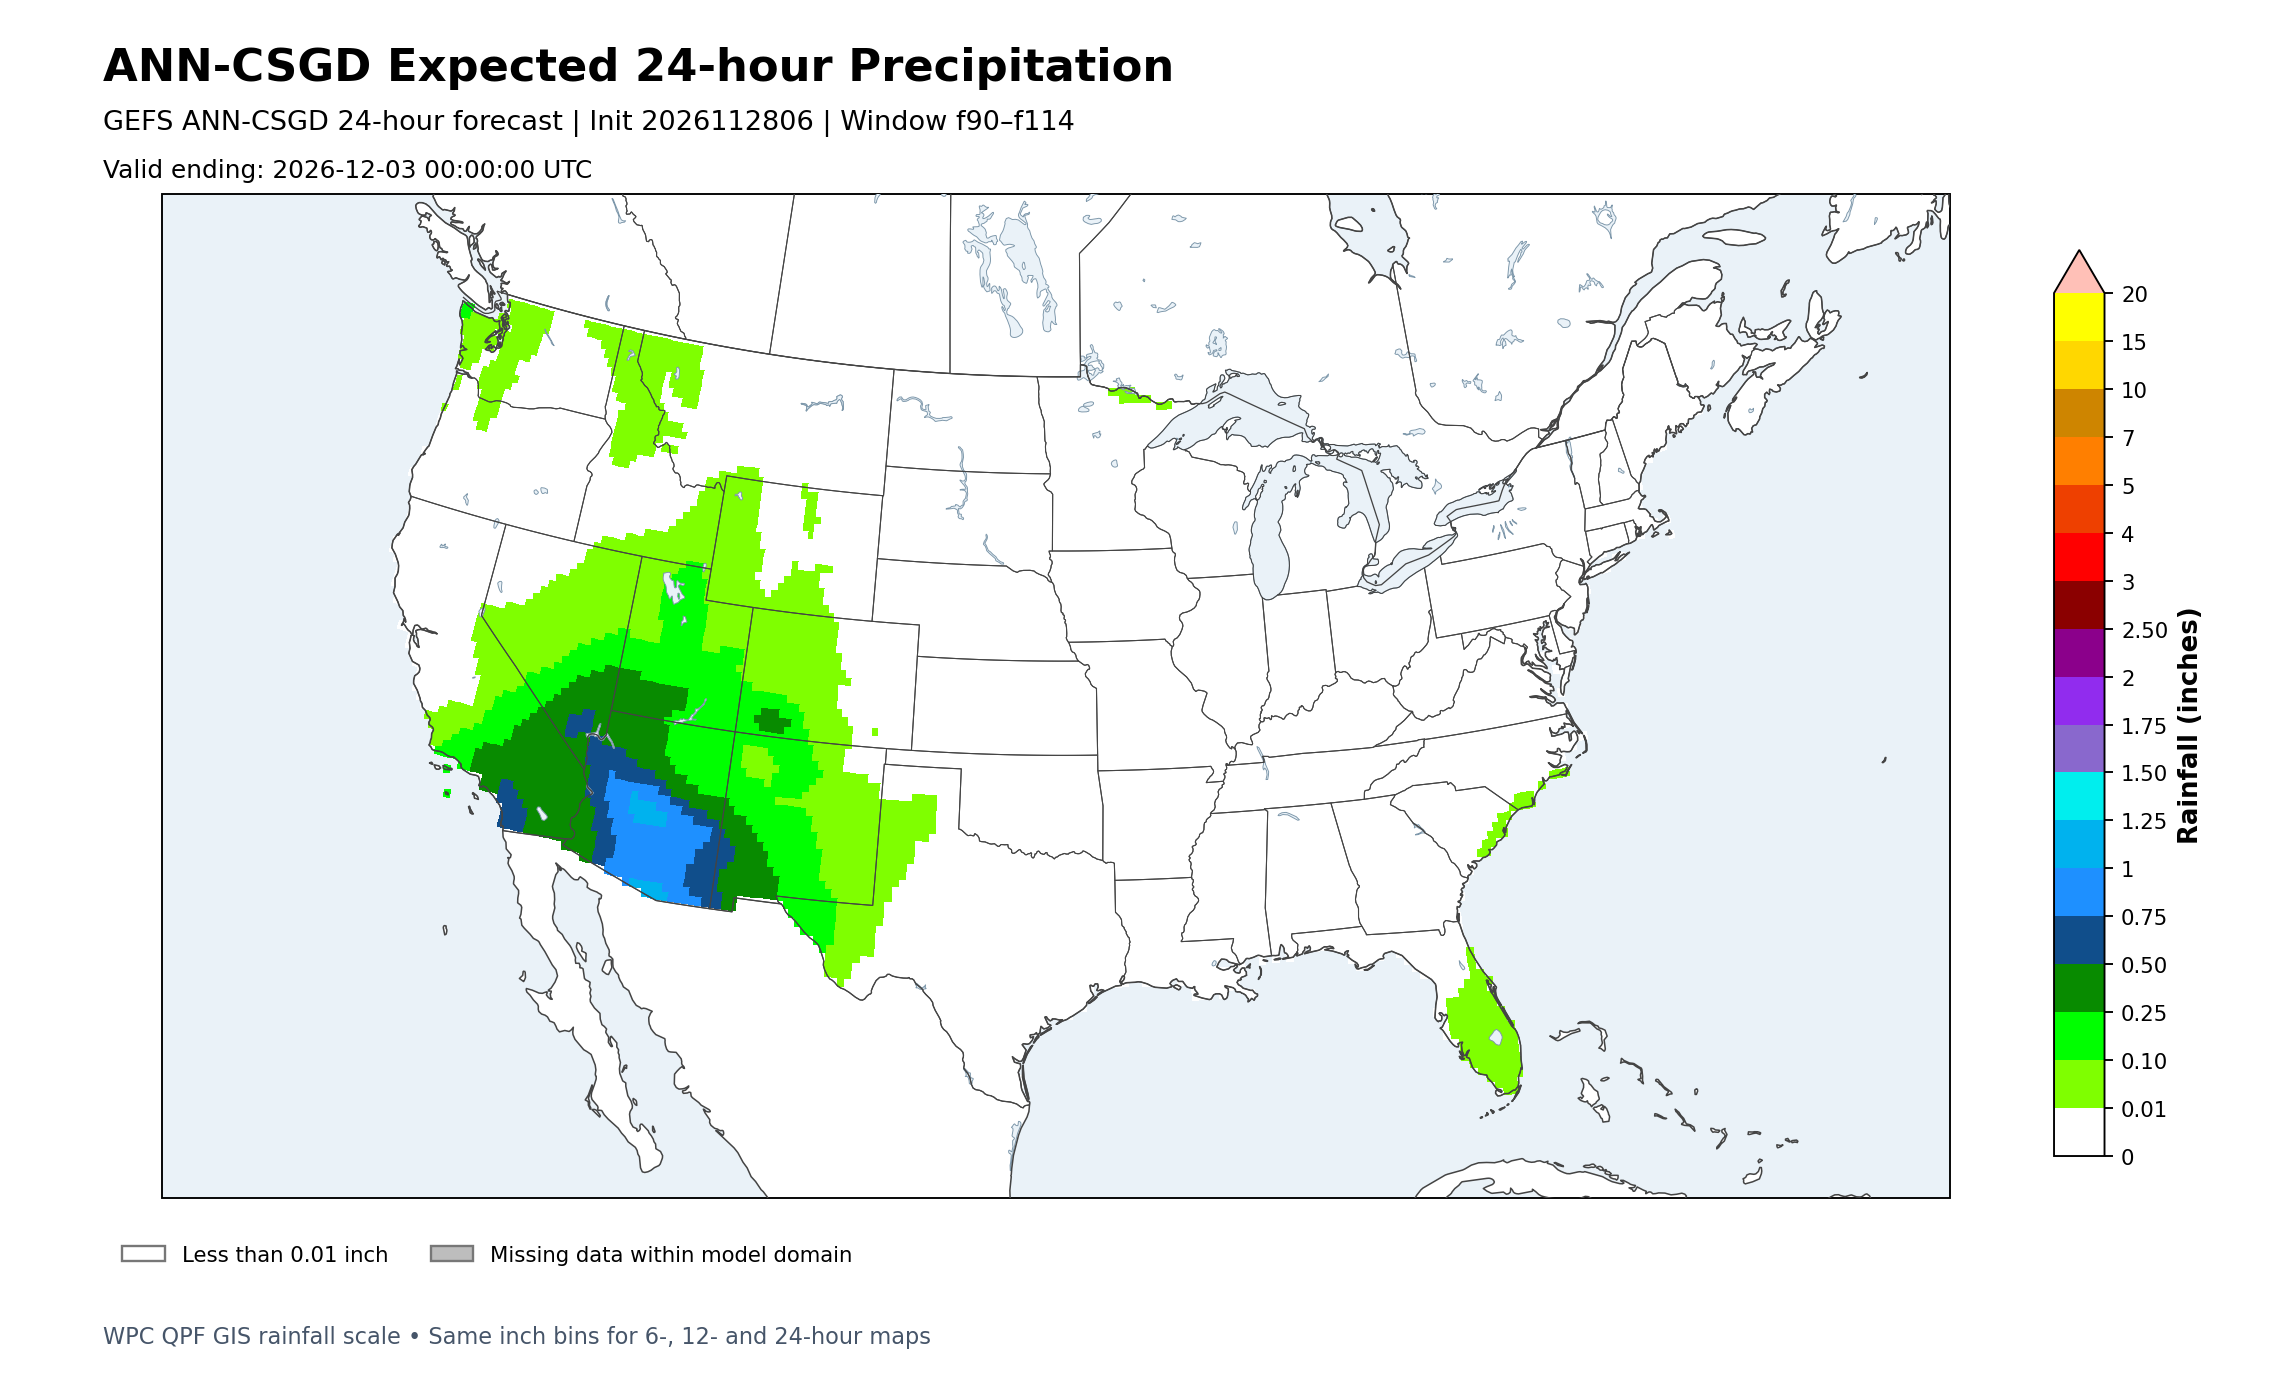 ANN-CSGD Expected 24-hour Precipitation
GEFS ANN-CSGD 24-hour forecast | Init 2026112806 | Window f90–f114
Valid ending: 2026-12-03 00:00:00 UTC
20
15
10
7
5
4
3
2.50
2
1.75
1.50
1.25
1
0.75
0.50
0.25
0.10
0.01
0
Rainfall (inches)
Less than 0.01 inch
Missing data within model domain
WPC QPF GIS rainfall scale • Same inch bins for 6-, 12- and 24-hour maps